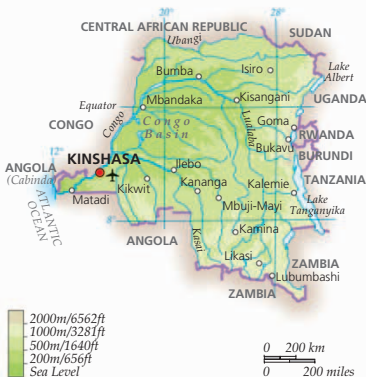 CENTRAL AFRICAN REPUBLIC
20°
28°
SUDAN
Ubangi
Lake
Albert
Bumba
Isiro
Equator
Mbandaka
Kisangani
UGANDA
CONGO
Congo
Congo
Basin
Lualaba
Goma
RWANDA
Bukavu
BURUNDI
12°
ANGOLA
(Cabinda)
KINSHASA
Ilebo
TANZANIA
Kikwit
Kananga
Kalemie
Matadi
Mbuji-Mayi
Lake
Tanganyika
ATLANTIC
OCEAN
8°
ANGOLA
Kasai
Kamina
Likasi
ZAMBIA
Lubumbashi
ZAMBIA
2000m/6562ft
1000m/3281ft
500m/1640ft
200m/656ft
Sea Level
0 200 km
0 200 miles